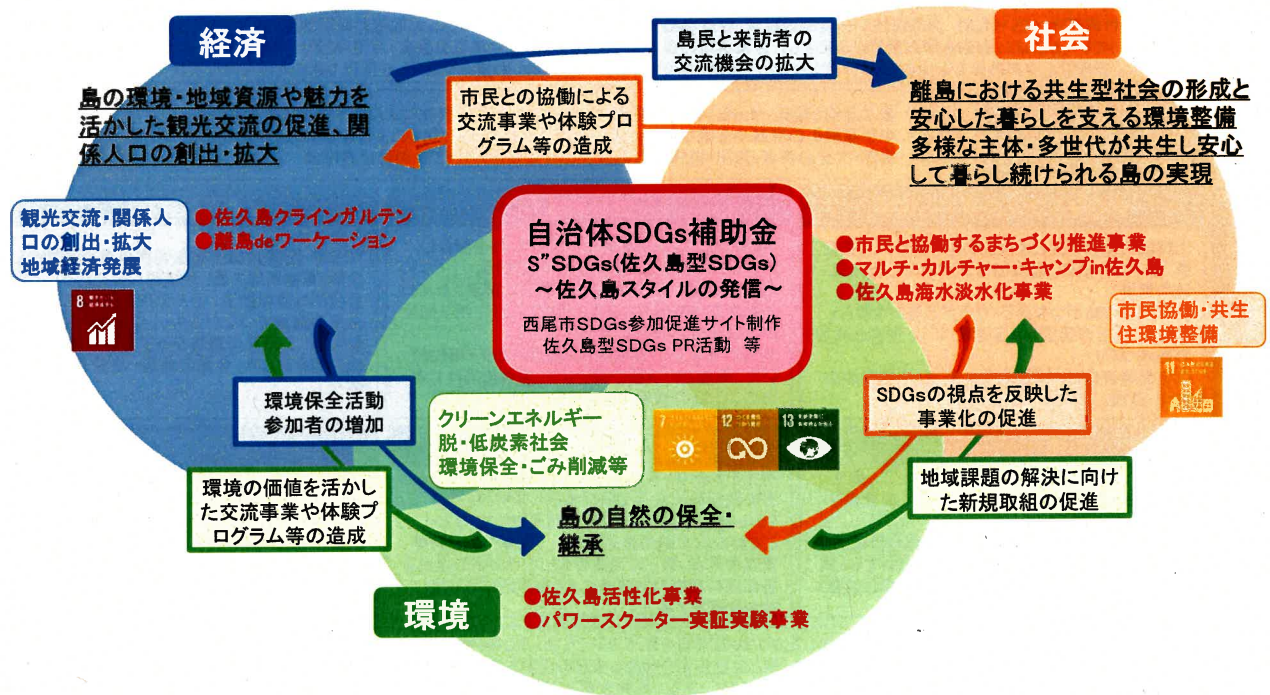 経済
社会
島民と来訪者の
交流機会の拡大
島の環境・地域資源や魅力を
活かした観光交流の促進、関
係人口の創出・拡大
市民との協働による
交流事業や体験プロ
グラム等の造成
離島における共生型社会の形成と
安心した暮らしを支える環境整備
多様な主体・多世代が共生し安心
して暮らし続けられる島の実現
観光交流・関係人
口の創出・拡大
地域経済発展
●佐久島クラインガルテン
●離島deワーケーション
8
自治体SDGs補助金
S”SDGs(佐久島型SDGs)
～佐久島スタイルの発信～
西尾市SDGs参加促進サイト制作
佐久島型SDGs PR活動 等
●市民と協働するまちづくり推進事業
●マルチ・カルチャー・キャンプin佐久島
●佐久島海水淡水化事業
市民協働・共生
住環境整備
11
環境保全活動
参加者の増加
クリーンエネルギー
脱・低炭素社会
環境保全・ごみ削減等
7
12
13
SDGsの視点を反映した
事業化の促進
環境の価値を活かし
た交流事業や体験プ
ログラム等の造成
地域課題の解決に向け
た新規取組の促進
島の自然の保全・
継承
環境
●佐久島活性化事業
●パワースクーター実証実験事業